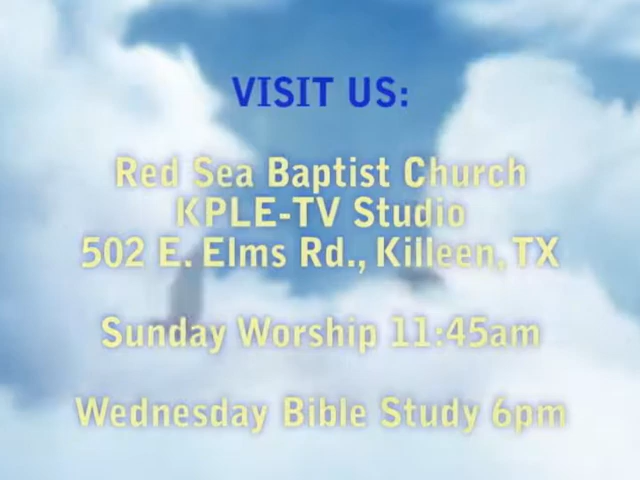 VISIT US:
Red Sea Baptist Church
KPLE-TV Studio
502 E. Elms Rd., Killeen, TX
Sunday Worship 11:45am
Wednesday Bible Study 6pm